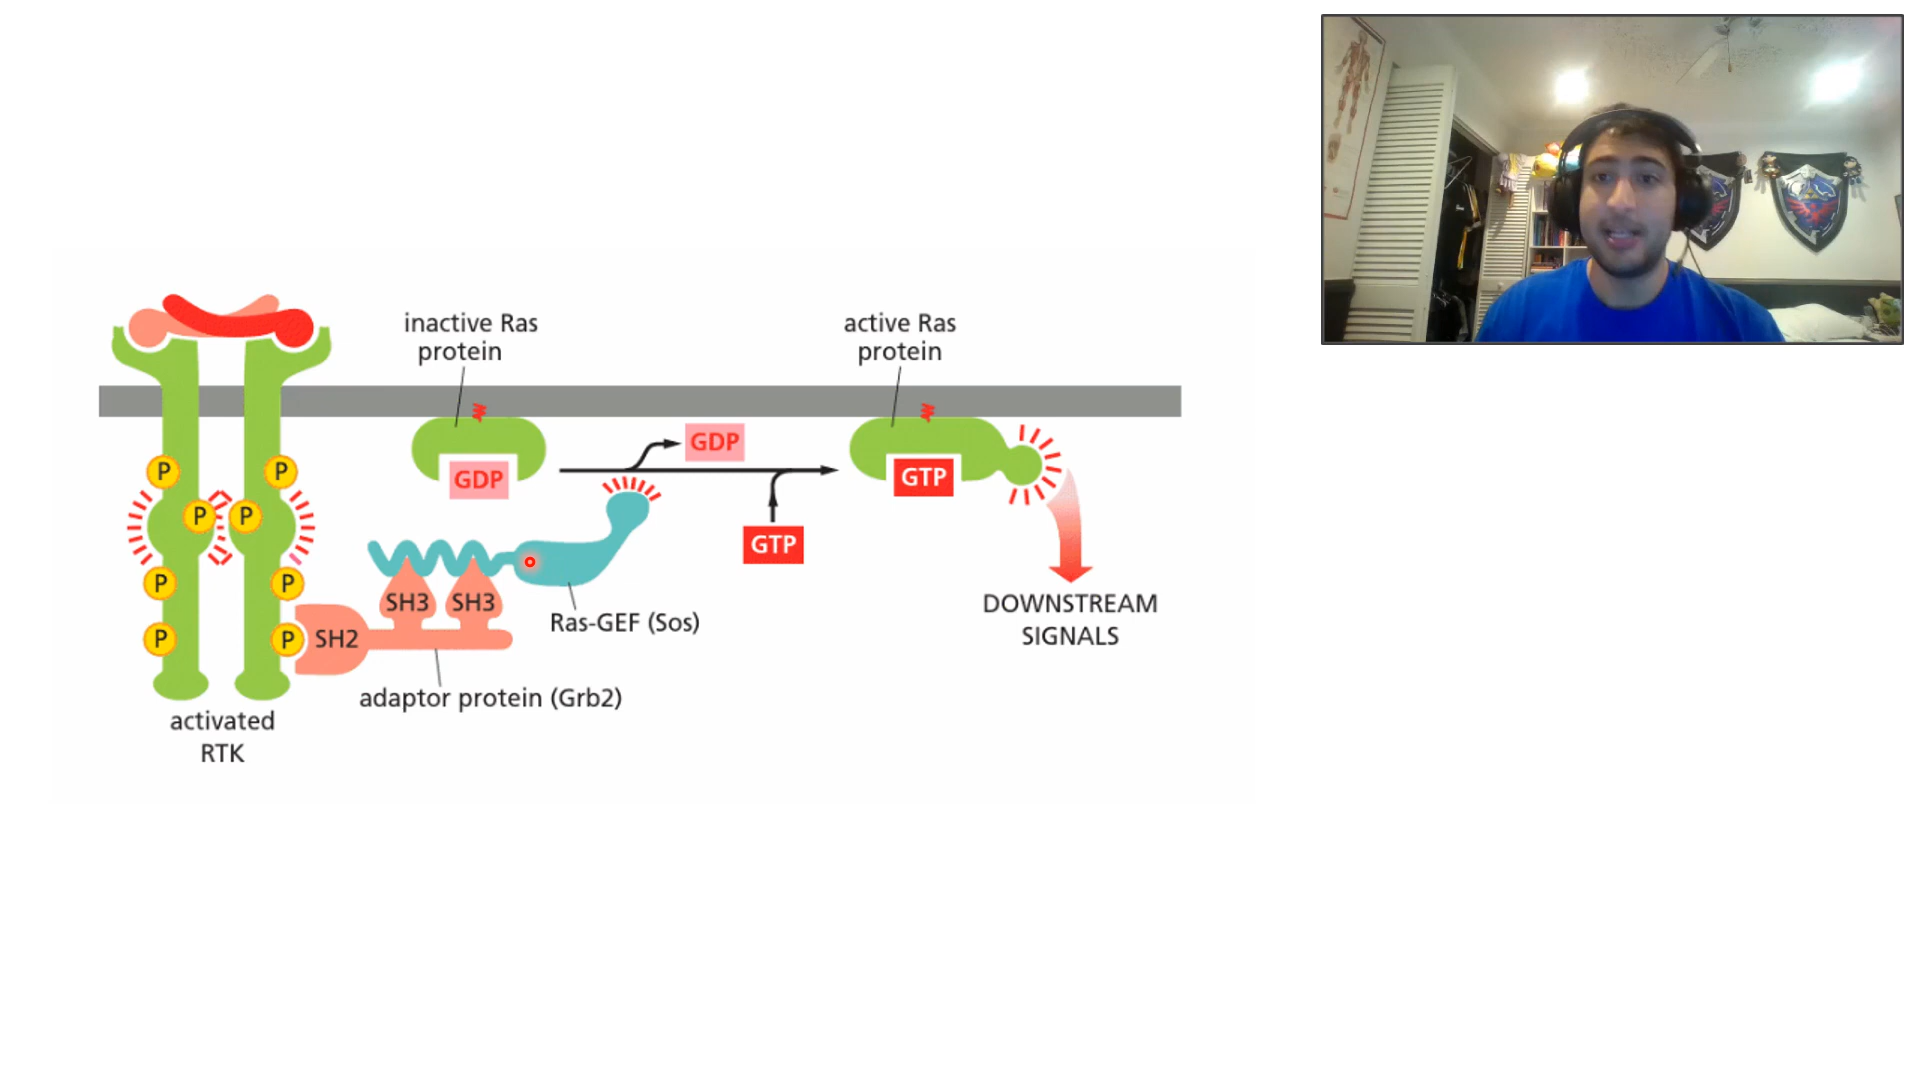 inactive Ras
protein
active Ras
protein
GDP
GDP
GTP
GTP
P
P
P
P
P
P
P
P
SH2
SH3
SH3
Ras-GEF (Sos)
adaptor protein (Grb2)
activated
RTK
DOWNSTREAM
SIGNALS